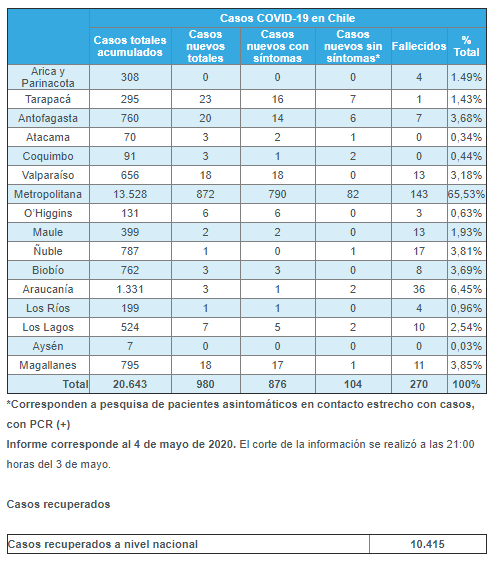 Casos COVID-19 en Chile
Casos totales acumulados Casos nuevos totales Casos nuevos con síntomas Casos nuevos sin síntomas* Fallecidos % Total
Arica y Parinacota 308 0 0 0 4 1.49%
Tarapacá 295 23 16 7 1 1,43%
Antofagasta 760 20 14 6 7 3,68%
Atacama 70 3 2 1 0 0,34%
Coquimbo 91 3 1 2 0 0,44%
Valparaíso 656 18 18 0 13 3,18%
Metropolitana 13.528 872 790 82 143 65,53%
O'Higgins 131 6 6 0 3 0,63%
Maule 399 2 2 0 13 1,93%
Ñuble 787 1 0 1 17 3,81%
Biobío 762 3 3 0 8 3,69%
Araucanía 1.331 3 1 2 36 6,45%
Los Ríos 199 1 1 0 4 0,96%
Los Lagos 524 7 5 2 10 2,54%
Aysén 7 0 0 0 0 0,03%
Magallanes 795 18 17 1 11 3,85%
Total 20.643 980 876 104 270 100%
*Corresponden a pesquisa de pacientes asintomáticos en contacto estrecho con casos,
con PCR (+)
Informe corresponde al 4 de mayo de 2020. El corte de la información se realizó a las 21:00
horas del 3 de mayo.
Casos recuperados
Casos recuperados a nivel nacional 10.415